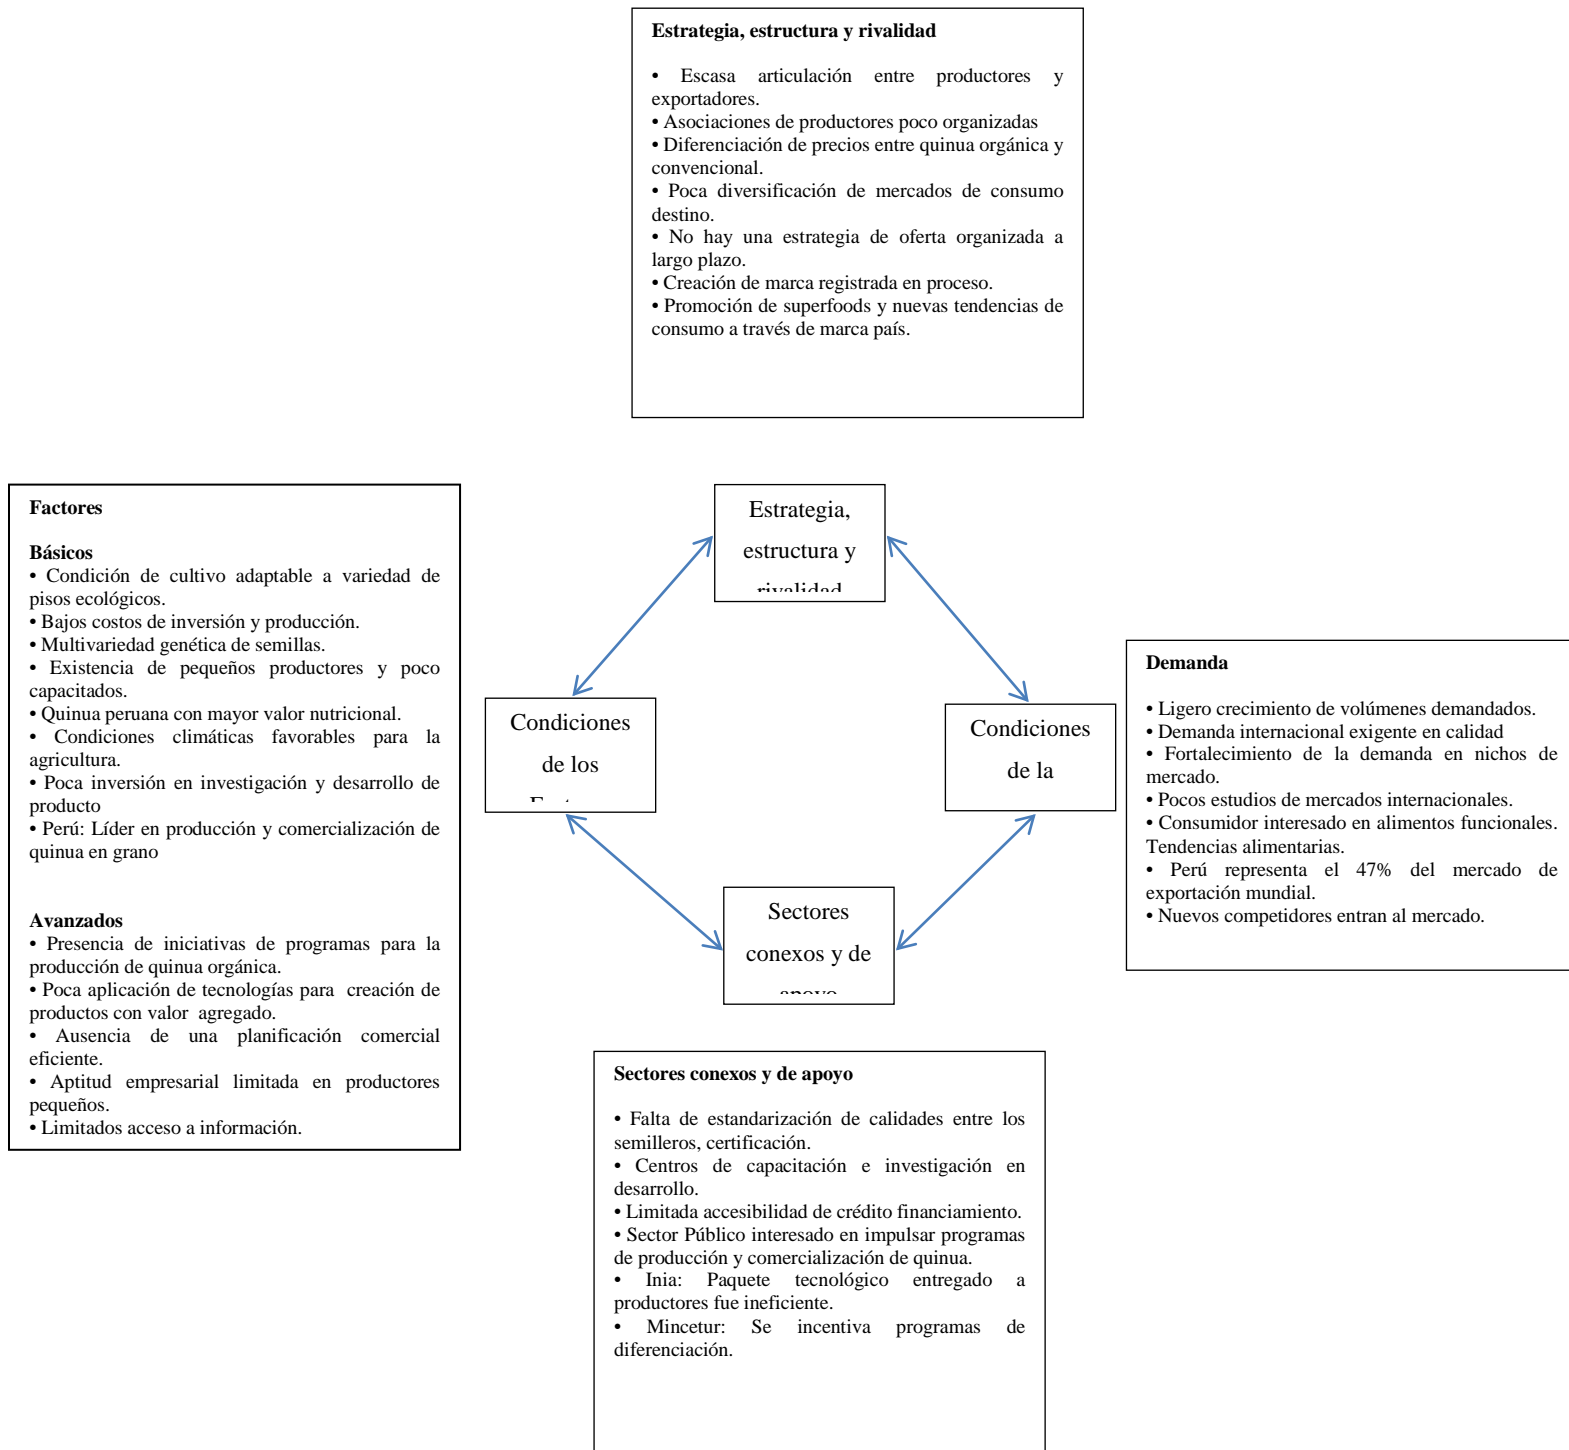 Estrategia, estructura y rivalidad
• Escasa articulación entre productores y
exportadores.
• Asociaciones de productores poco organizadas
• Diferenciación de precios entre quinua orgánica y
convencional.
• Poca diversificación de mercados de consumo
destino.
• No hay una estrategia de oferta organizada a
largo plazo.
• Creación de marca registrada en proceso.
• Promoción de superfoods y nuevas tendencias de
consumo a través de marca país.
Factores
Básicos
• Condición de cultivo adaptable a variedad de
pisos ecológicos.
• Bajos costos de inversión y producción.
• Multivariedad genética de semillas.
• Existencia de pequeños productores y poco
capacitados.
• Quinua peruana con mayor valor nutricional.
• Condiciones climáticas favorables para la
agricultura.
• Poca inversión en investigación y desarrollo de
producto
• Perú: Líder en producción y comercialización de
quinua en grano
Avanzados
• Presencia de iniciativas de programas para la
producción de quinua orgánica.
• Poca aplicación de tecnologías para creación de
productos con valor agregado.
• Ausencia de una planificación comercial
eficiente.
• Aptitud empresarial limitada en productores
pequeños.
• Limitados acceso a información.
Estrategia,
estructura y
rivalidad
Condiciones
de los
Condiciones
de la
Sectores
conexos y de
apoyo
Demanda
• Ligero crecimiento de volúmenes demandados.
• Demanda internacional exigente en calidad
• Fortalecimiento de la demanda en nichos de
mercado.
• Pocos estudios de mercados internacionales.
• Consumidor interesado en alimentos funcionales.
Tendencias alimentarias.
• Perú representa el 47% del mercado de
exportación mundial.
• Nuevos competidores entran al mercado.
Sectores conexos y de apoyo
• Falta de estandarización de calidades entre los
semilleros, certificación.
• Centros de capacitación e investigación en
desarrollo.
• Limitada accesibilidad de crédito financiamiento.
• Sector Público interesado en impulsar programas
de producción y comercialización de quinua.
• Inia: Paquete tecnológico entregado a
productores fue ineficiente.
• Mincetur: Se incentiva programas de
diferenciación.